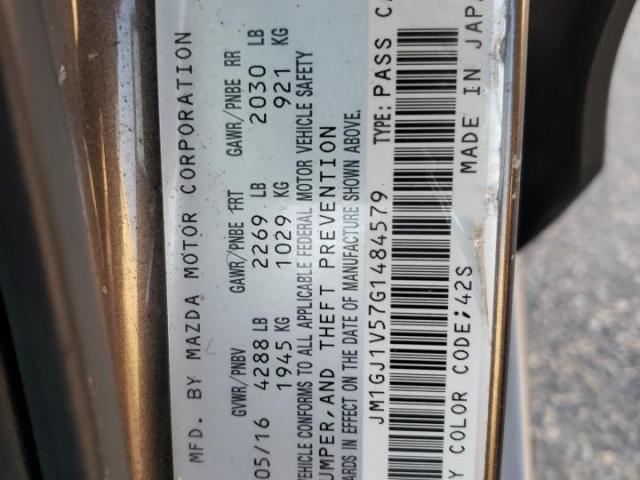 MFD. BY MAZDA MOTOR CORPORATION
GVWR/PNBV GAWR/PNBE FRT GAWR/PNBE RR
05/16 4288 LB 2269 LB 2030 LB
1945 KG 1029 KG 921 KG
VEHICLE CONFORMS TO ALL APPLICABLE FEDERAL MOTOR VEHICLE SAFETY
UMPER, AND THEFT PREVENTION
ARDS IN EFFECT ON THE DATE OF MANUFACTURE SHOWN ABOVE.
JM1GJ1V57G1484579 TYPE: PASS CA
Y COLOR CODE;42S MADE IN JAPA